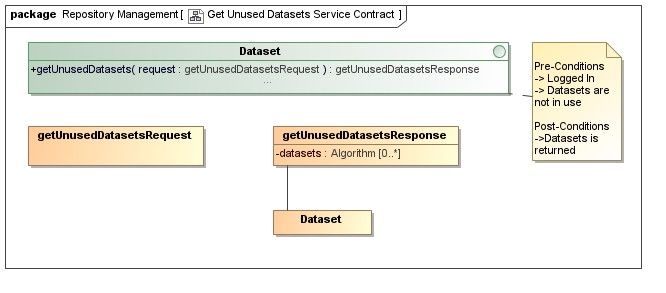 package Repository Management [ Get Unused Datasets Service Contract ]
Dataset
+getUnusedDatasets( request : getUnusedDatasetsRequest ) : getUnusedDatasetsResponse
...
Pre-Conditions
-> Logged In
-> Datasets are
not in use
Post-Conditions
->Datasets is
returned
getUnusedDatasetsRequest
getUnusedDatasetsResponse
-datasets : Algorithm [0..*]
Dataset